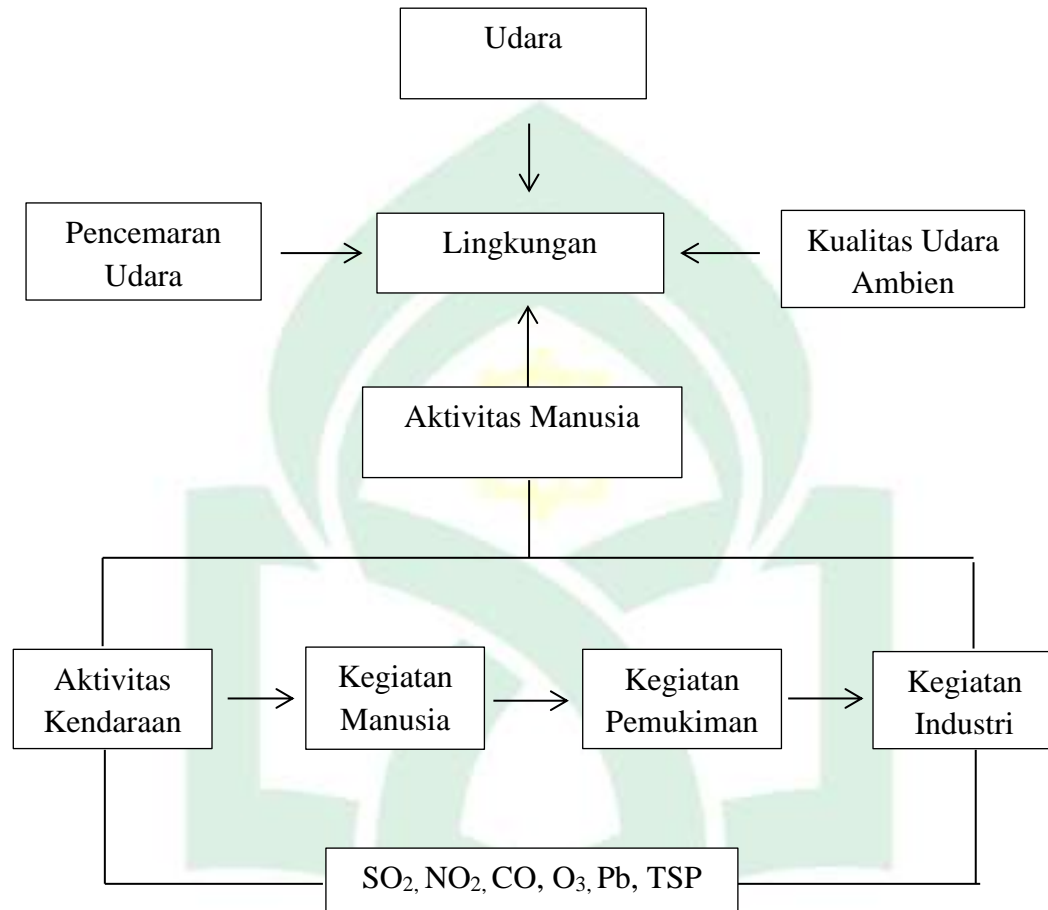 Udara
Pencemaran
Udara
Lingkungan
Kualitas Udara
Ambien
Aktivitas Manusia
Aktivitas
Kendaraan
Kegiatan
Manusia
Kegiatan
Pemukiman
Kegiatan
Industri
SO₂, NO₂, CO, O₃, Pb, TSP